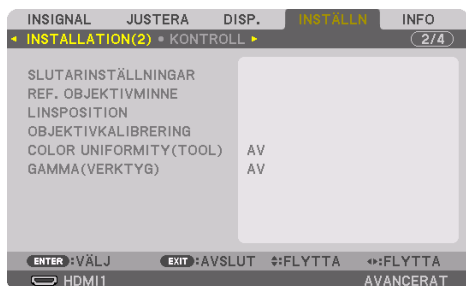 INSIGNAL JUSTERA DISP. INSTÄLLN INFO
◂ INSTALLATION(2) • KONTROLL ▸ 2/4
SLUTARINSTÄLLNINGAR
REF. OBJEKTIVMINNE
LINSPOSITION
OBJEKTIVKALIBRERING
COLOR UNIFORMITY(TOOL) AV
GAMMA(VERKTYG) AV
ENTER:VÄLJ EXIT:AVSLUT ⬍:FLYTTA ⬌:FLYTTA
HDMI1 AVANCERAT